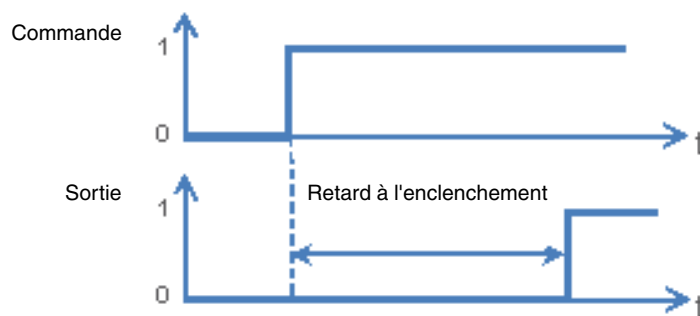 Commande
1
0
t
Sortie
Retard à l'enclenchement
1
0
t